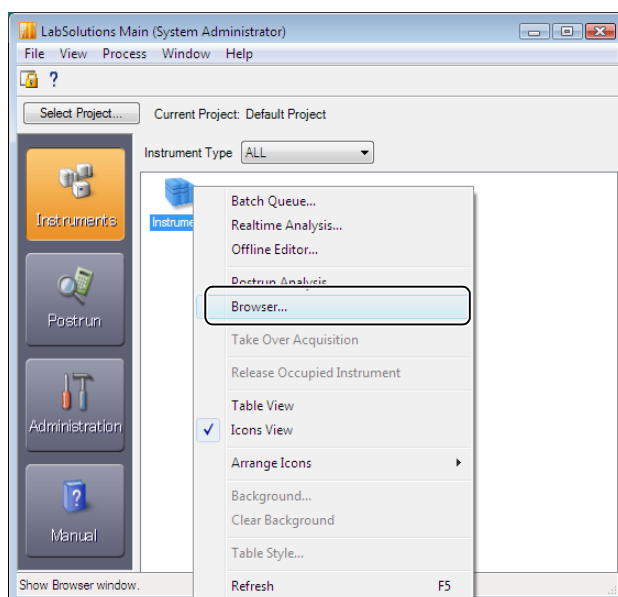 LabSolutions Main (System Administrator)
File View Process Window Help
?
Select Project... Current Project: Default Project
Instrument Type ALL
Instruments
Postrun
Administration
Manual
Batch Queue...
Realtime Analysis...
Offline Editor...
Postrun Analysis
Browser...
Take Over Acquisition
Release Occupied Instrument
Table View
Icons View
Arrange Icons
Background...
Clear Background
Table Style...
Refresh F5
Show Browser window.